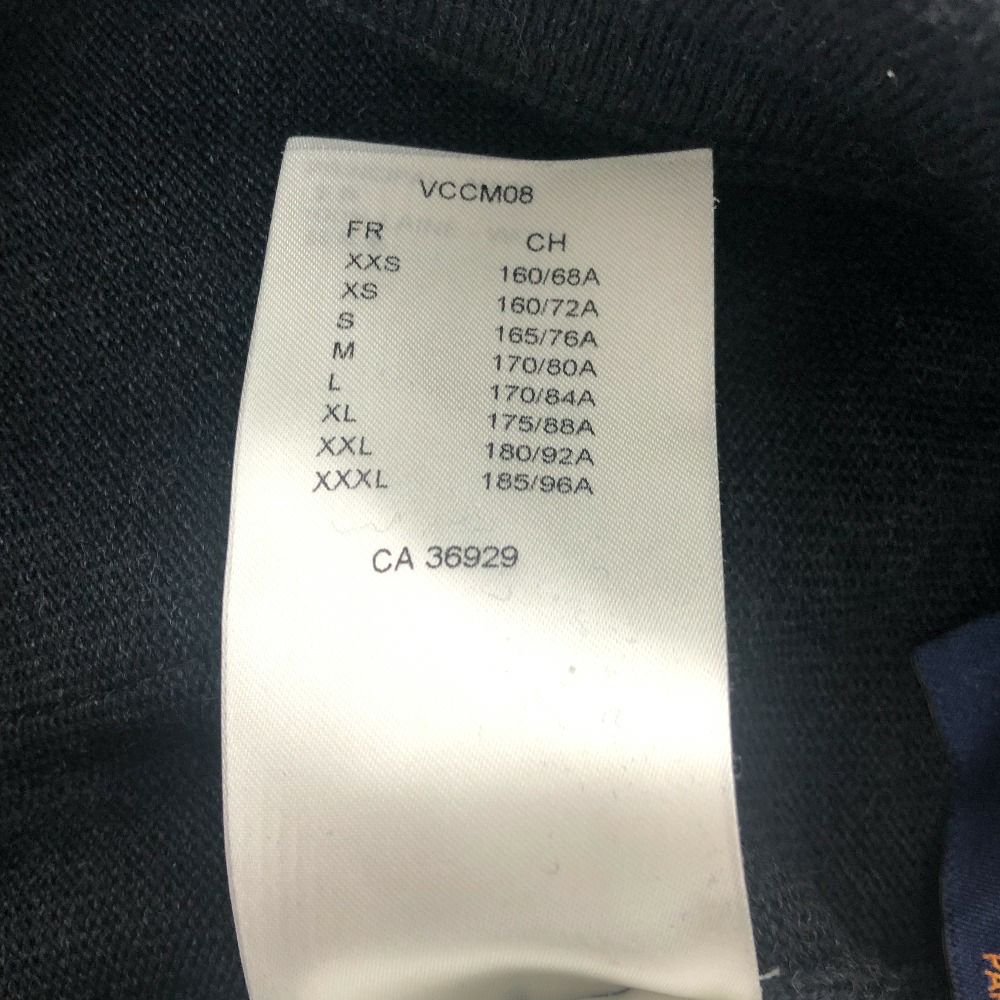 VCCM08
FR CH
XXS 160/68A
XS 160/72A
S 165/76A
M 170/80A
L 170/84A
XL 175/88A
XXL 180/92A
XXXL 185/96A
CA 36929